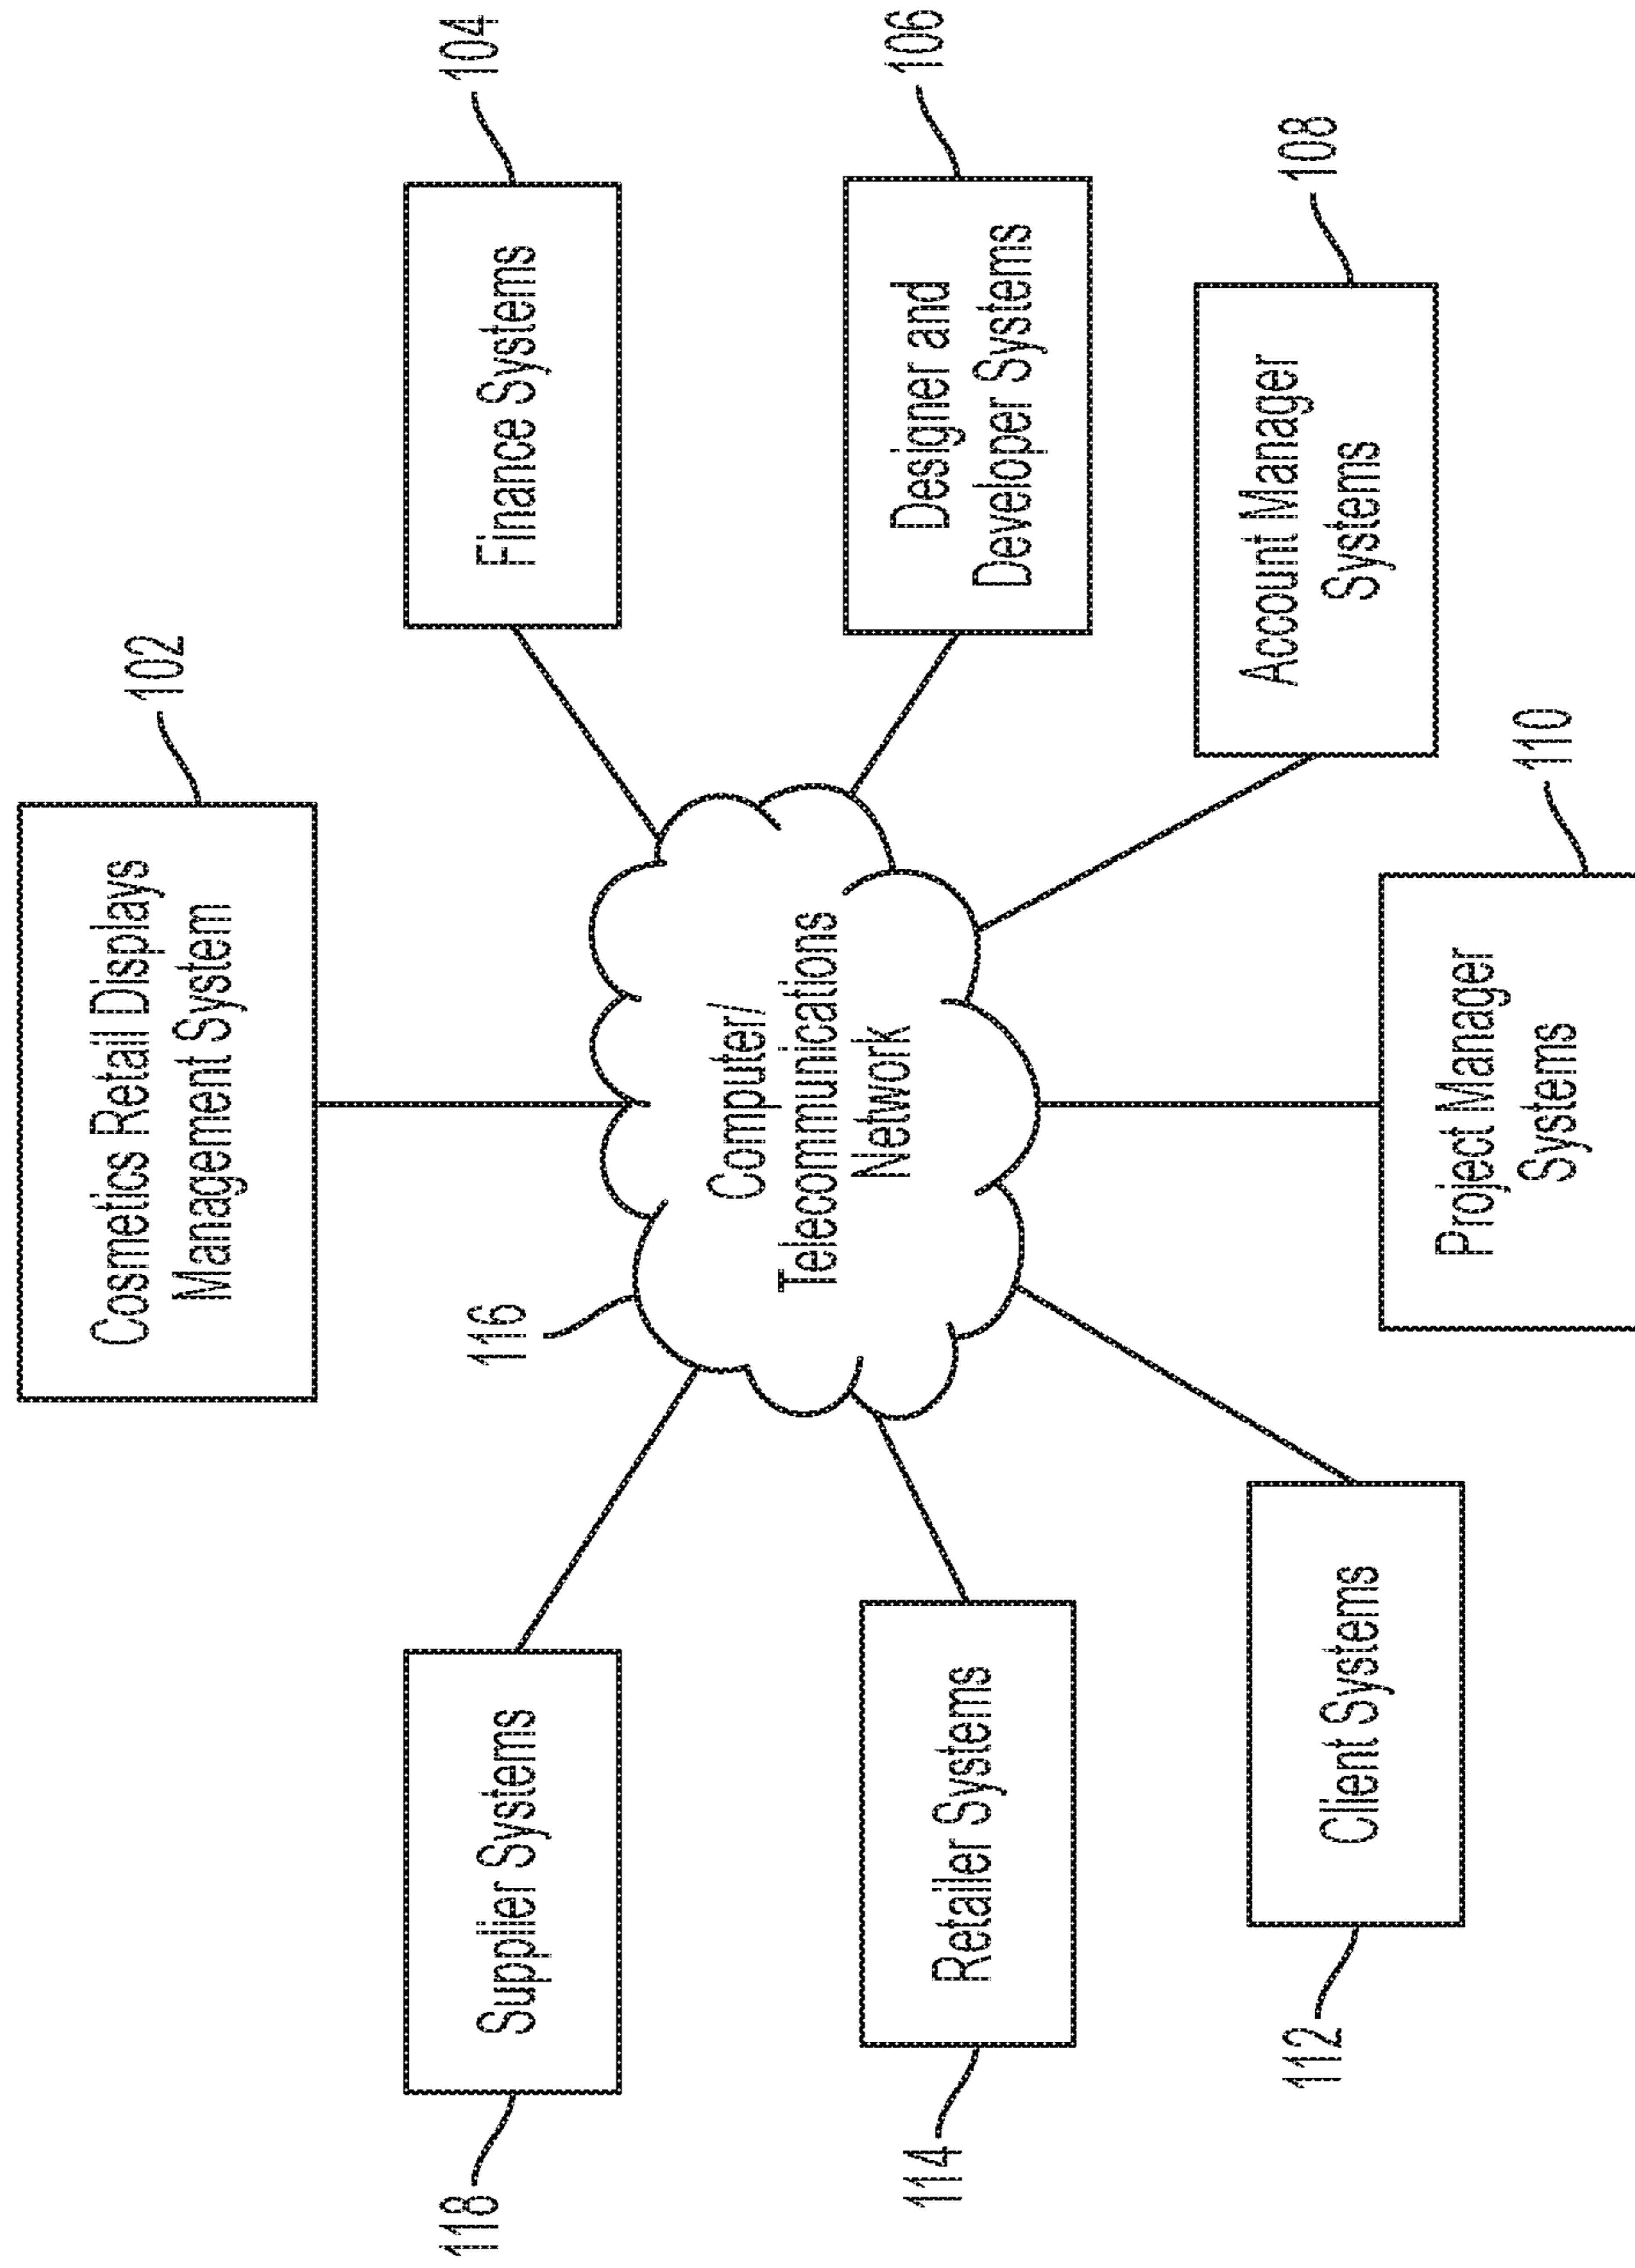 Cosmetics Retail Displays
Management System
102
Supplier Systems
118
116
Finance Systems
104
Computer/
Telecommunications
Network
Retailer Systems
114
Designer and
Developer Systems
106
Client Systems
112
Account Manager
Systems
108
Project Manager
Systems
110